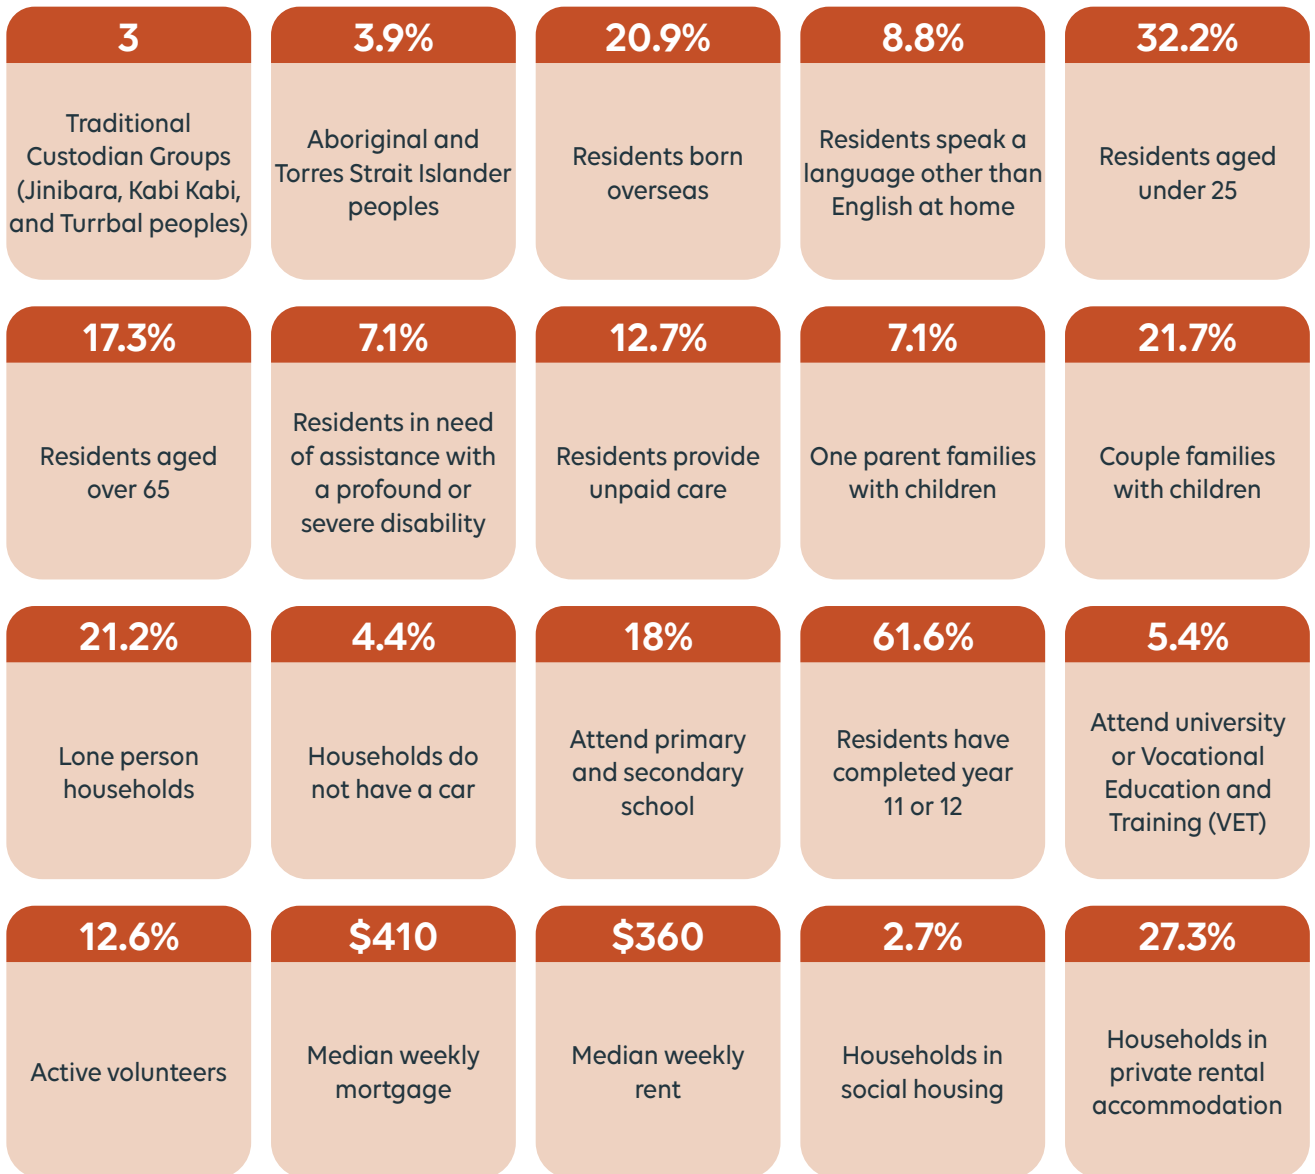 3
Traditional
Custodian Groups
(Jinibara, Kabi Kabi,
and Turrbal peoples)
3.9%
Aboriginal and
Torres Strait Islander
peoples
20.9%
Residents born
overseas
8.8%
Residents speak a
language other than
English at home
32.2%
Residents aged
under 25
17.3%
Residents aged
over 65
7.1%
Residents in need
of assistance with
a profound or
severe disability
12.7%
Residents provide
unpaid care
7.1%
One parent families
with children
21.7%
Couple families
with children
21.2%
Lone person
households
4.4%
Households do
not have a car
18%
Attend primary
and secondary
school
61.6%
Residents have
completed year
11 or 12
5.4%
Attend university
or Vocational
Education and
Training (VET)
12.6%
Active volunteers
$410
Median weekly
mortgage
$360
Median weekly
rent
2.7%
Households in
social housing
27.3%
Households in
private rental
accommodation